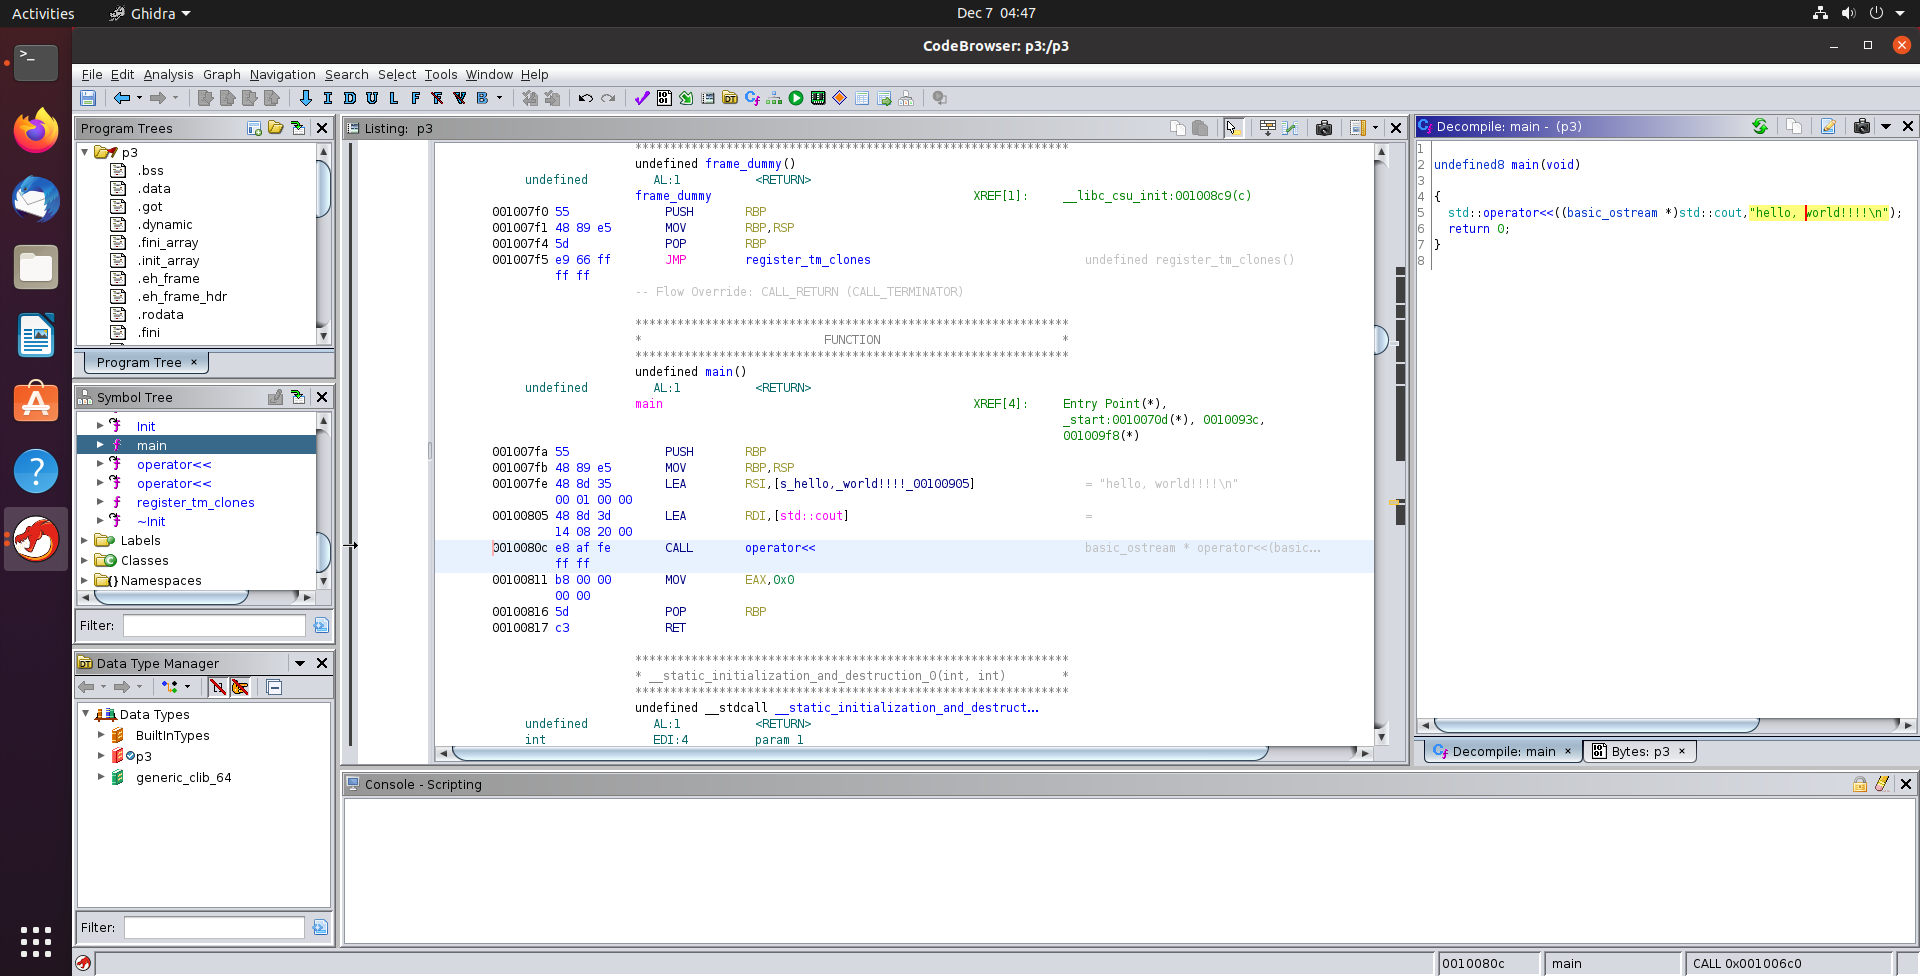 Activities
Ghidra
Dec 7 04:47
CodeBrowser: p3:/p3
File Edit Analysis Graph Navigation Search Select Tools Window Help
I D U L F R V B
Program Trees
p3
.bss
.data
.got
.dynamic
.fini_array
.init_array
.eh_frame
.eh_frame_hdr
.rodata
.fini
Program Tree ×
Symbol Tree
Init
main
operator<<
operator<<
register_tm_clones
~Init
Labels
Classes
Namespaces
Filter:
Data Type Manager
Data Types
BuiltInTypes
p3
generic_clib_64
Filter:
Listing: p3
**************************************************************
undefined frame_dummy()
undefined AL:1 <RETURN>
frame_dummy XREF[1]: __libc_csu_init:001008c9(c)
001007f0 55 PUSH RBP
001007f1 48 89 e5 MOV RBP,RSP
001007f4 5d POP RBP
001007f5 e9 66 ff JMP register_tm_clones undefined register_tm_clones()
ff ff
-- Flow Override: CALL_RETURN (CALL_TERMINATOR)
**************************************************************
* FUNCTION *
**************************************************************
undefined main()
undefined AL:1 <RETURN>
main XREF[4]: Entry Point(*),
_start:0010070d(*), 0010093c,
001009f8(*)
001007fa 55 PUSH RBP
001007fb 48 89 e5 MOV RBP,RSP
001007fe 48 8d 35 LEA RSI,[s_hello,_world!!!!_00100905] = "hello, world!!!!\n"
00 01 00 00
00100805 48 8d 3d LEA RDI,[std::cout] =
14 08 20 00
0010080c e8 af fe CALL operator<< basic_ostream * operator<<(basic...
ff ff
00100811 b8 00 00 MOV EAX,0x0
00 00
00100816 5d POP RBP
00100817 c3 RET
**************************************************************
* __static_initialization_and_destruction_0(int, int) *
**************************************************************
undefined __stdcall __static_initialization_and_destruct...
undefined AL:1 <RETURN>
int EDI:4 param_1
Decompile: main - (p3)
1
2 undefined8 main(void)
3
4 {
5 std::operator<<((basic_ostream *)std::cout,"hello, world!!!!\n");
6 return 0;
7 }
8
Decompile: main × Bytes: p3 ×
Console - Scripting
0010080c main CALL 0x001006c0